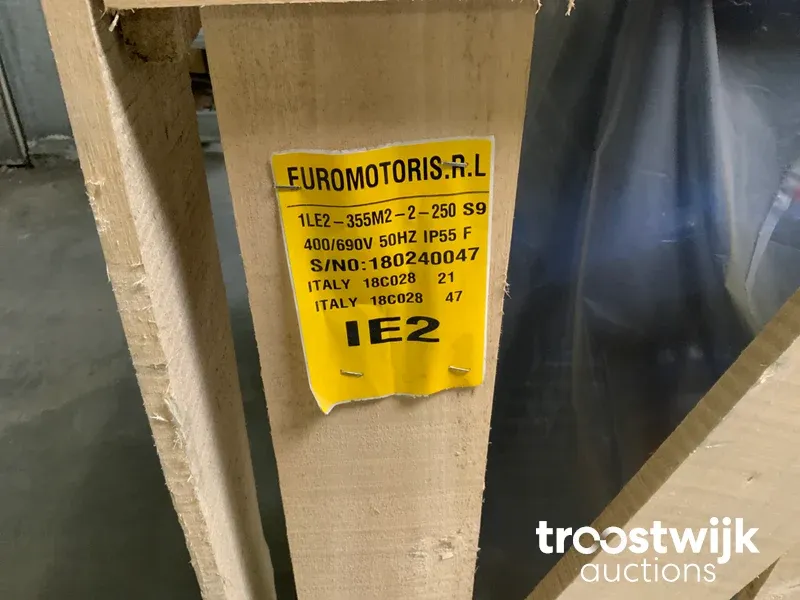 EUROMOTORIS.R.L
1LE2-355M2-2-250 S9
400/690V 50HZ IP55 F
S/NO:180240047
ITALY 18C028 21
ITALY 18C028 47
IE2
troostwijk
auctions